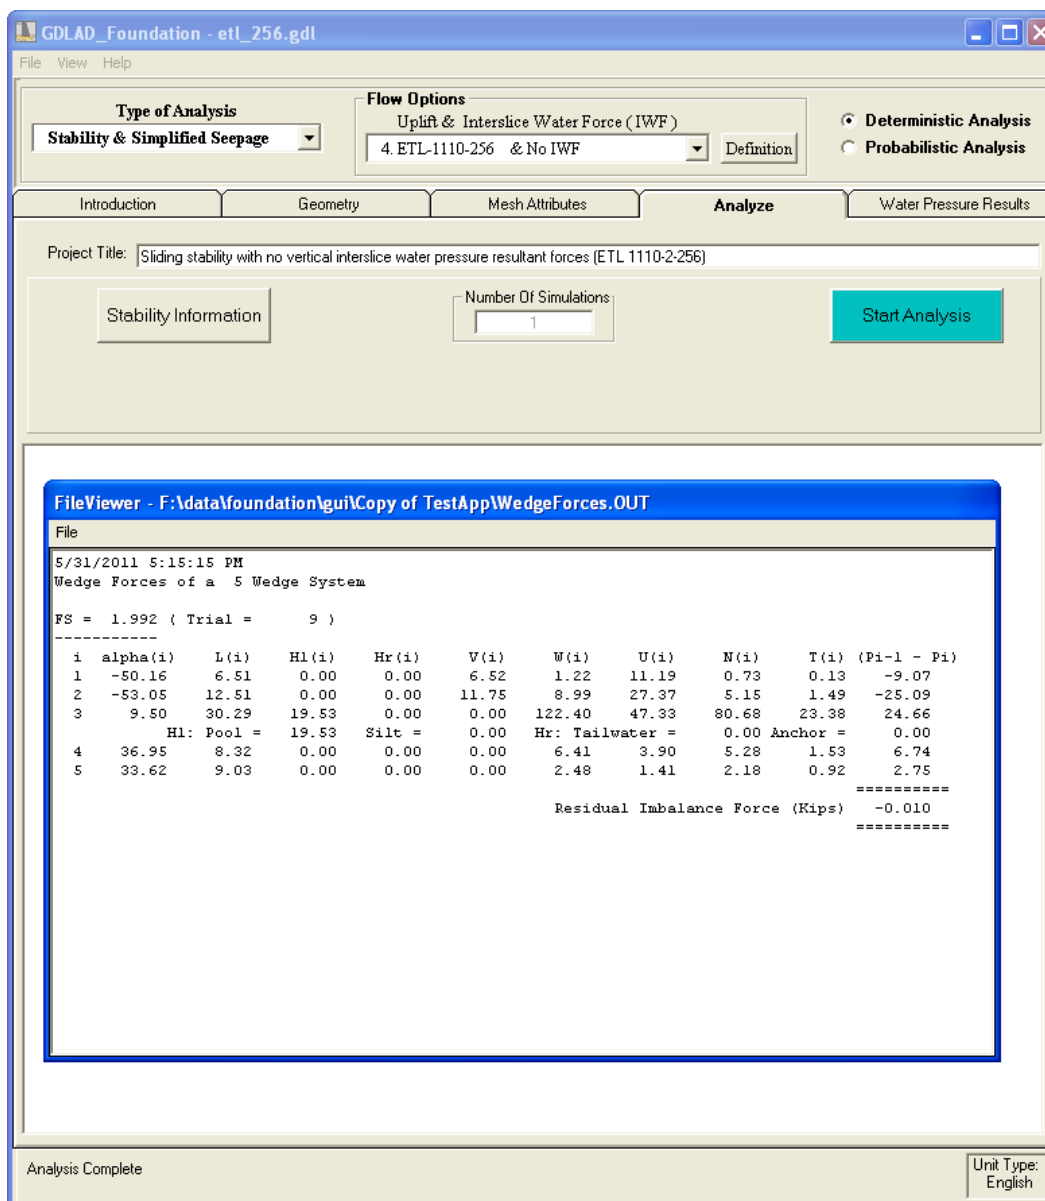 GDLAD_Foundation - etl_256.gdl
File View Help
Type of Analysis
Stability & Simplified Seepage
Flow Options
Uplift & Interslice Water Force ( IWF )
4. ETL-1110-256 & No IWF
Definition
Deterministic Analysis
Probabilistic Analysis
Introduction Geometry Mesh Attributes Analyze Water Pressure Results
Project Title: Sliding stability with no vertical interslice water pressure resultant forces (ETL 1110-2-256)
Stability Information
Number Of Simulations
1
Start Analysis
FileViewer - F:\data\foundation\gui\Copy of TestApp\WedgeForces.OUT
File
5/31/2011 5:15:15 PM
Wedge Forces of a 5 Wedge System
FS = 1.992 ( Trial = 9 )
-----------
i alpha(i) L(i) Hl(i) Hr(i) V(i) W(i) U(i) N(i) T(i) (Pi-1 - Pi)
1 -50.16 6.51 0.00 0.00 6.52 1.22 11.19 0.73 0.13 -9.07
2 -53.05 12.51 0.00 0.00 11.75 8.99 27.37 5.15 1.49 -25.09
3 9.50 30.29 19.53 0.00 0.00 122.40 47.33 80.68 23.38 24.66
Hl: Pool = 19.53 Silt = 0.00 Hr: Tailwater = 0.00 Anchor = 0.00
4 36.95 8.32 0.00 0.00 0.00 6.41 3.90 5.28 1.53 6.74
5 33.62 9.03 0.00 0.00 0.00 2.48 1.41 2.18 0.92 2.75
==========
Residual Imbalance Force (Kips) -0.010
==========
Analysis Complete
Unit Type:
English